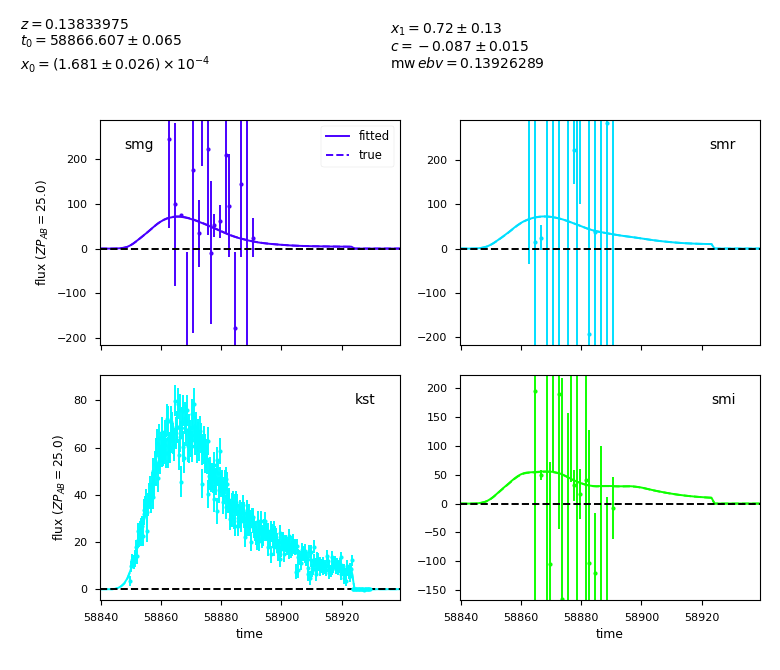 z = 0.13833975
t₀ = 58866.607 ± 0.065
x₀ = (1.681 ± 0.026) × 10⁻⁴
x₁ = 0.72 ± 0.13
c = −0.087 ± 0.015
mw ebv = 0.13926289
smg
fitted
true
200
100
0
−100
−200
flux (ZP_AB = 25.0)
smr
200
100
0
−100
−200
kst
80
60
40
20
0
flux (ZP_AB = 25.0)
58840 58860 58880 58900 58920
time
smi
200
150
100
50
0
−50
−100
−150
58840 58860 58880 58900 58920
time